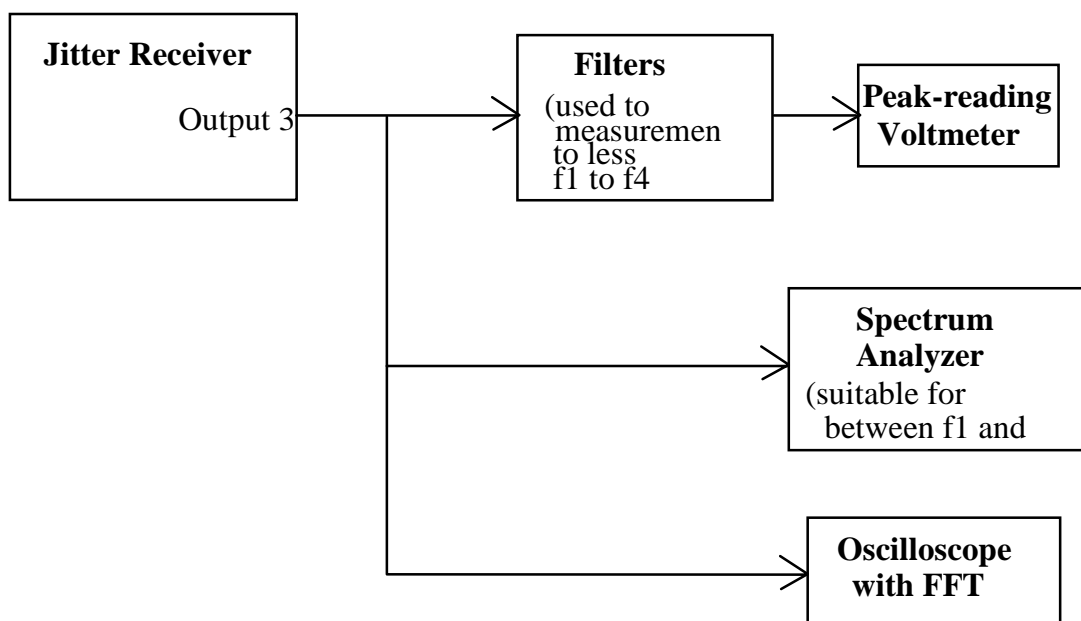 Jitter Receiver
Output 3
Filters
(used to
measuremen
to less
f1 to f4
Peak-reading
Voltmeter
Spectrum
Analyzer
(suitable for
between f1 and
Oscilloscope
with FFT